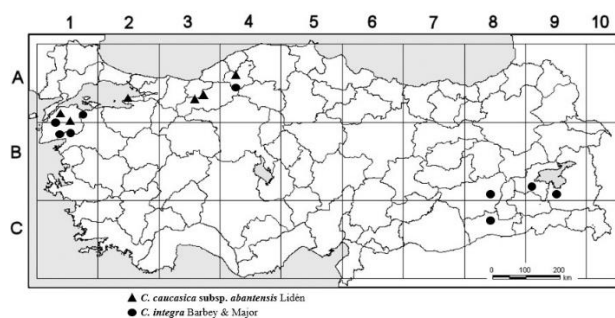 1 2 3 4 5 6 7 8 9 10
A
B
C
0 100 200
km
▲ C. caucasica subsp. abantensis Lidén
● C. integra Barbey & Major